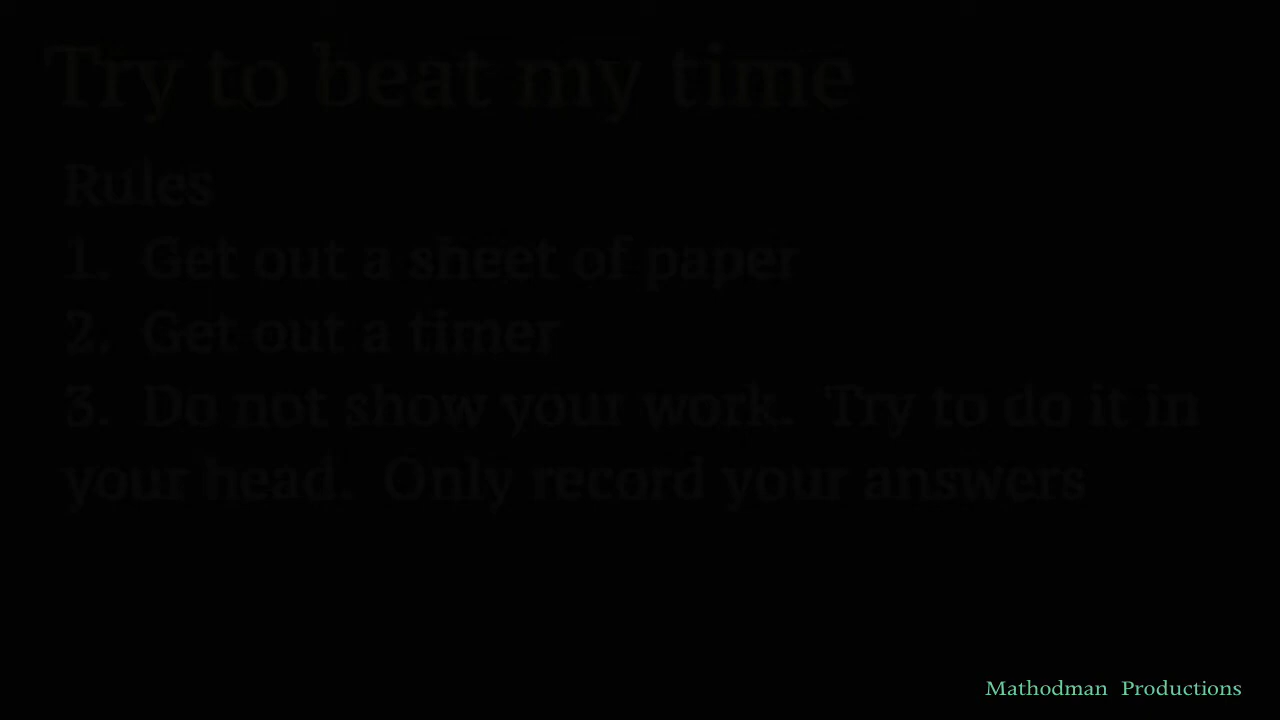 Try to beat my time
Rules
1. Get out a sheet of paper
2. Get out a timer
3. Do not show your work. Try to do it in
your head. Only record your answers
Mathodman Productions